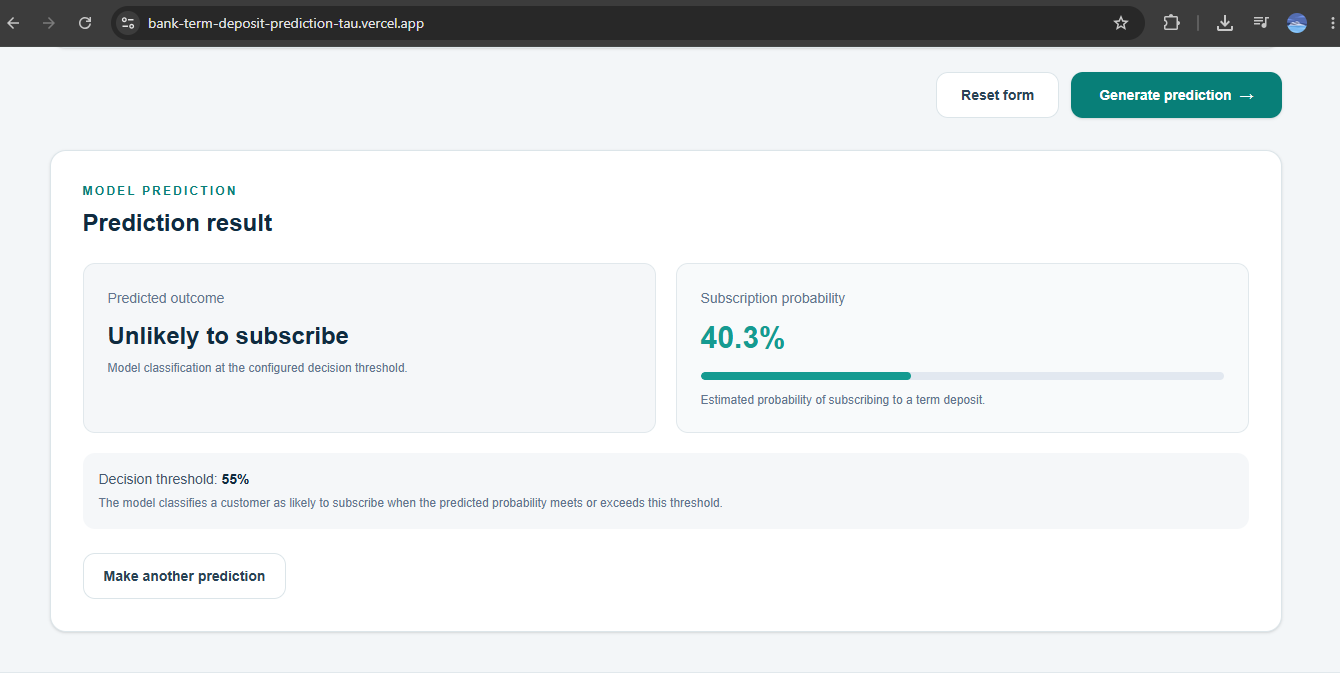 bank-term-deposit-prediction-tau.vercel.app
Reset form
Generate prediction →
MODEL PREDICTION
Prediction result
Predicted outcome
Unlikely to subscribe
Model classification at the configured decision threshold.
Subscription probability
40.3%
Estimated probability of subscribing to a term deposit.
Decision threshold: 55%
The model classifies a customer as likely to subscribe when the predicted probability meets or exceeds this threshold.
Make another prediction